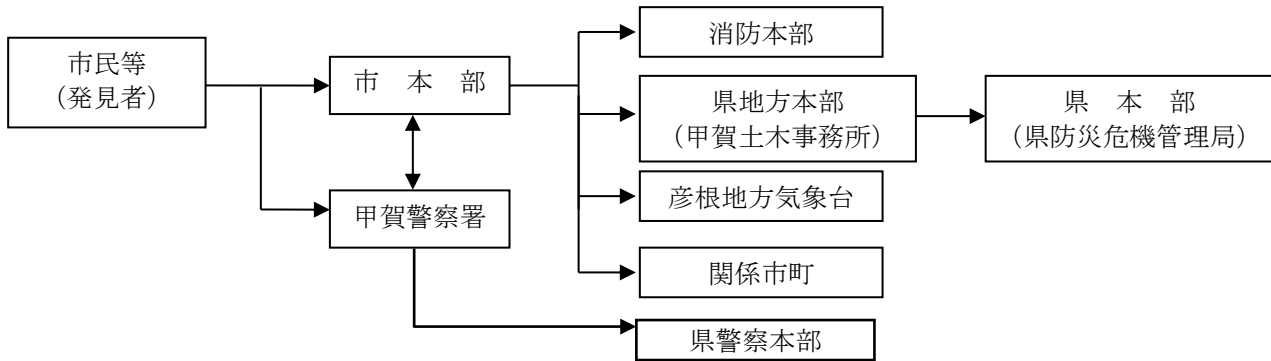 市民等
（発見者）
市　本　部
甲賀警察署
消防本部
県地方本部
（甲賀土木事務所）
県　本　部
（県防災危機管理局）
彦根地方気象台
関係市町
県警察本部